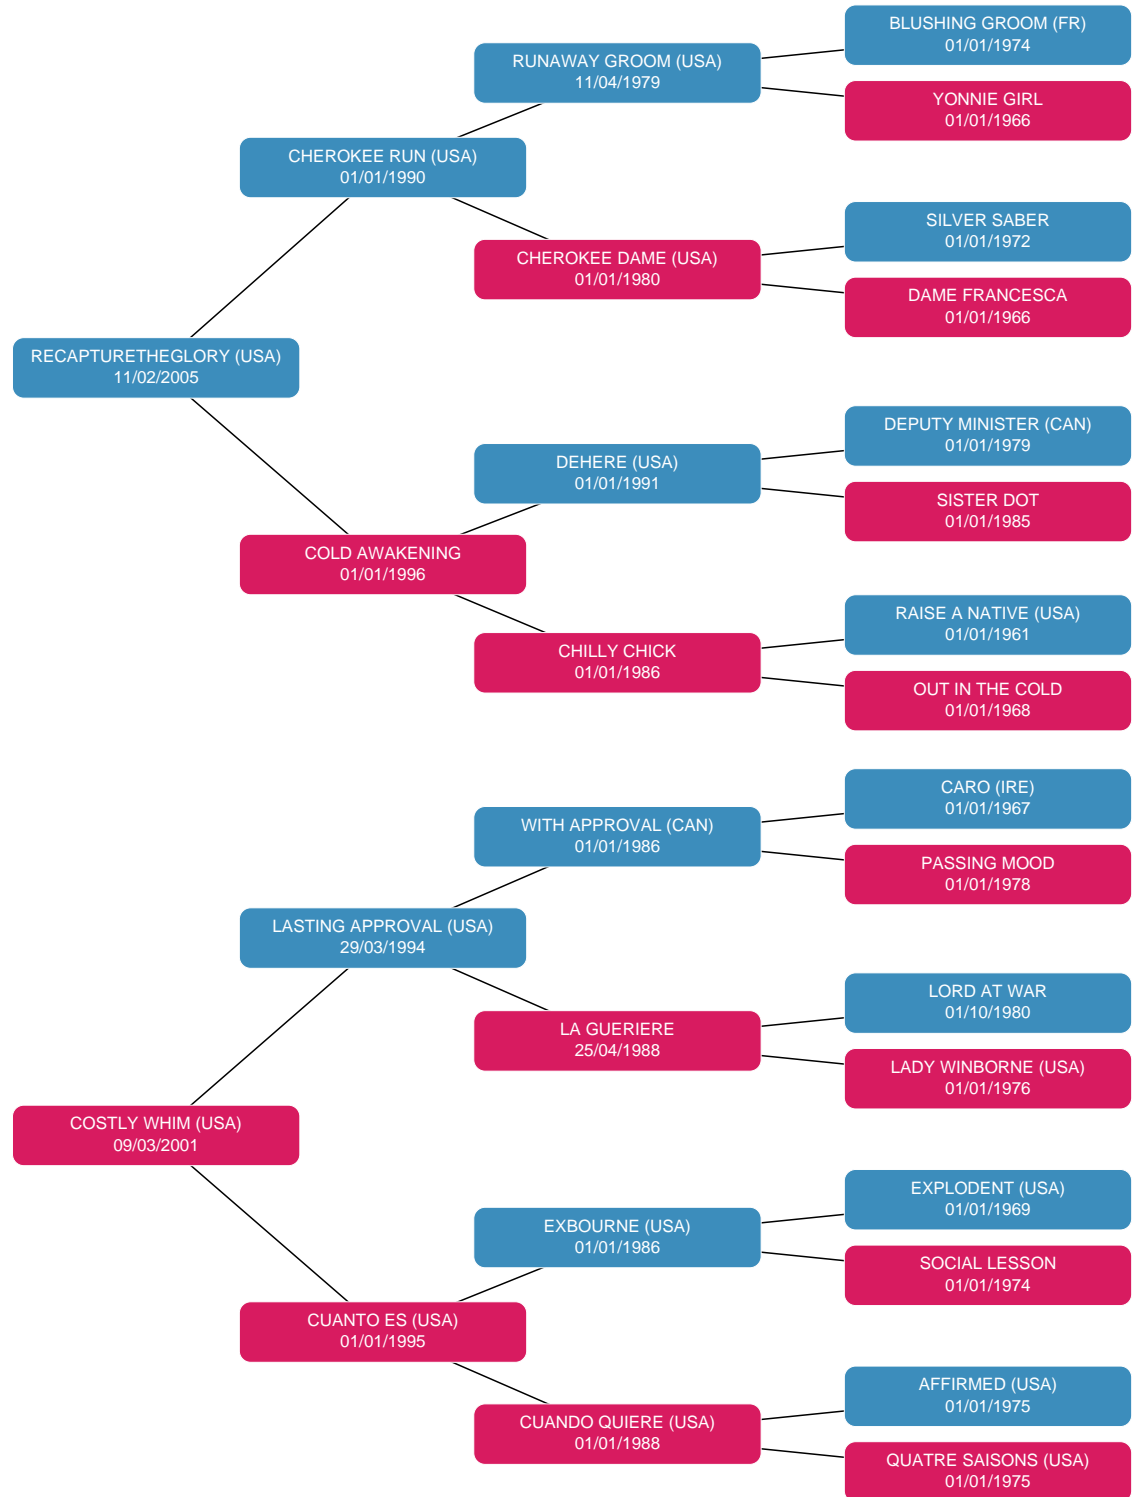 BLUSHING GROOM (FR)
01/01/1974
RUNAWAY GROOM (USA)
11/04/1979
YONNIE GIRL
01/01/1966
CHEROKEE RUN (USA)
01/01/1990
SILVER SABER
01/01/1972
CHEROKEE DAME (USA)
01/01/1980
DAME FRANCESCA
01/01/1966
RECAPTURETHEGLORY (USA)
11/02/2005
DEPUTY MINISTER (CAN)
01/01/1979
DEHERE (USA)
01/01/1991
SISTER DOT
01/01/1985
COLD AWAKENING
01/01/1996
RAISE A NATIVE (USA)
01/01/1961
CHILLY CHICK
01/01/1986
OUT IN THE COLD
01/01/1968
CARO (IRE)
01/01/1967
WITH APPROVAL (CAN)
01/01/1986
PASSING MOOD
01/01/1978
LASTING APPROVAL (USA)
29/03/1994
LORD AT WAR
01/10/1980
LA GUERIERE
25/04/1988
LADY WINBORNE (USA)
01/01/1976
COSTLY WHIM (USA)
09/03/2001
EXPLODENT (USA)
01/01/1969
EXBOURNE (USA)
01/01/1986
SOCIAL LESSON
01/01/1974
CUANTO ES (USA)
01/01/1995
AFFIRMED (USA)
01/01/1975
CUANDO QUIERE (USA)
01/01/1988
QUATRE SAISONS (USA)
01/01/1975